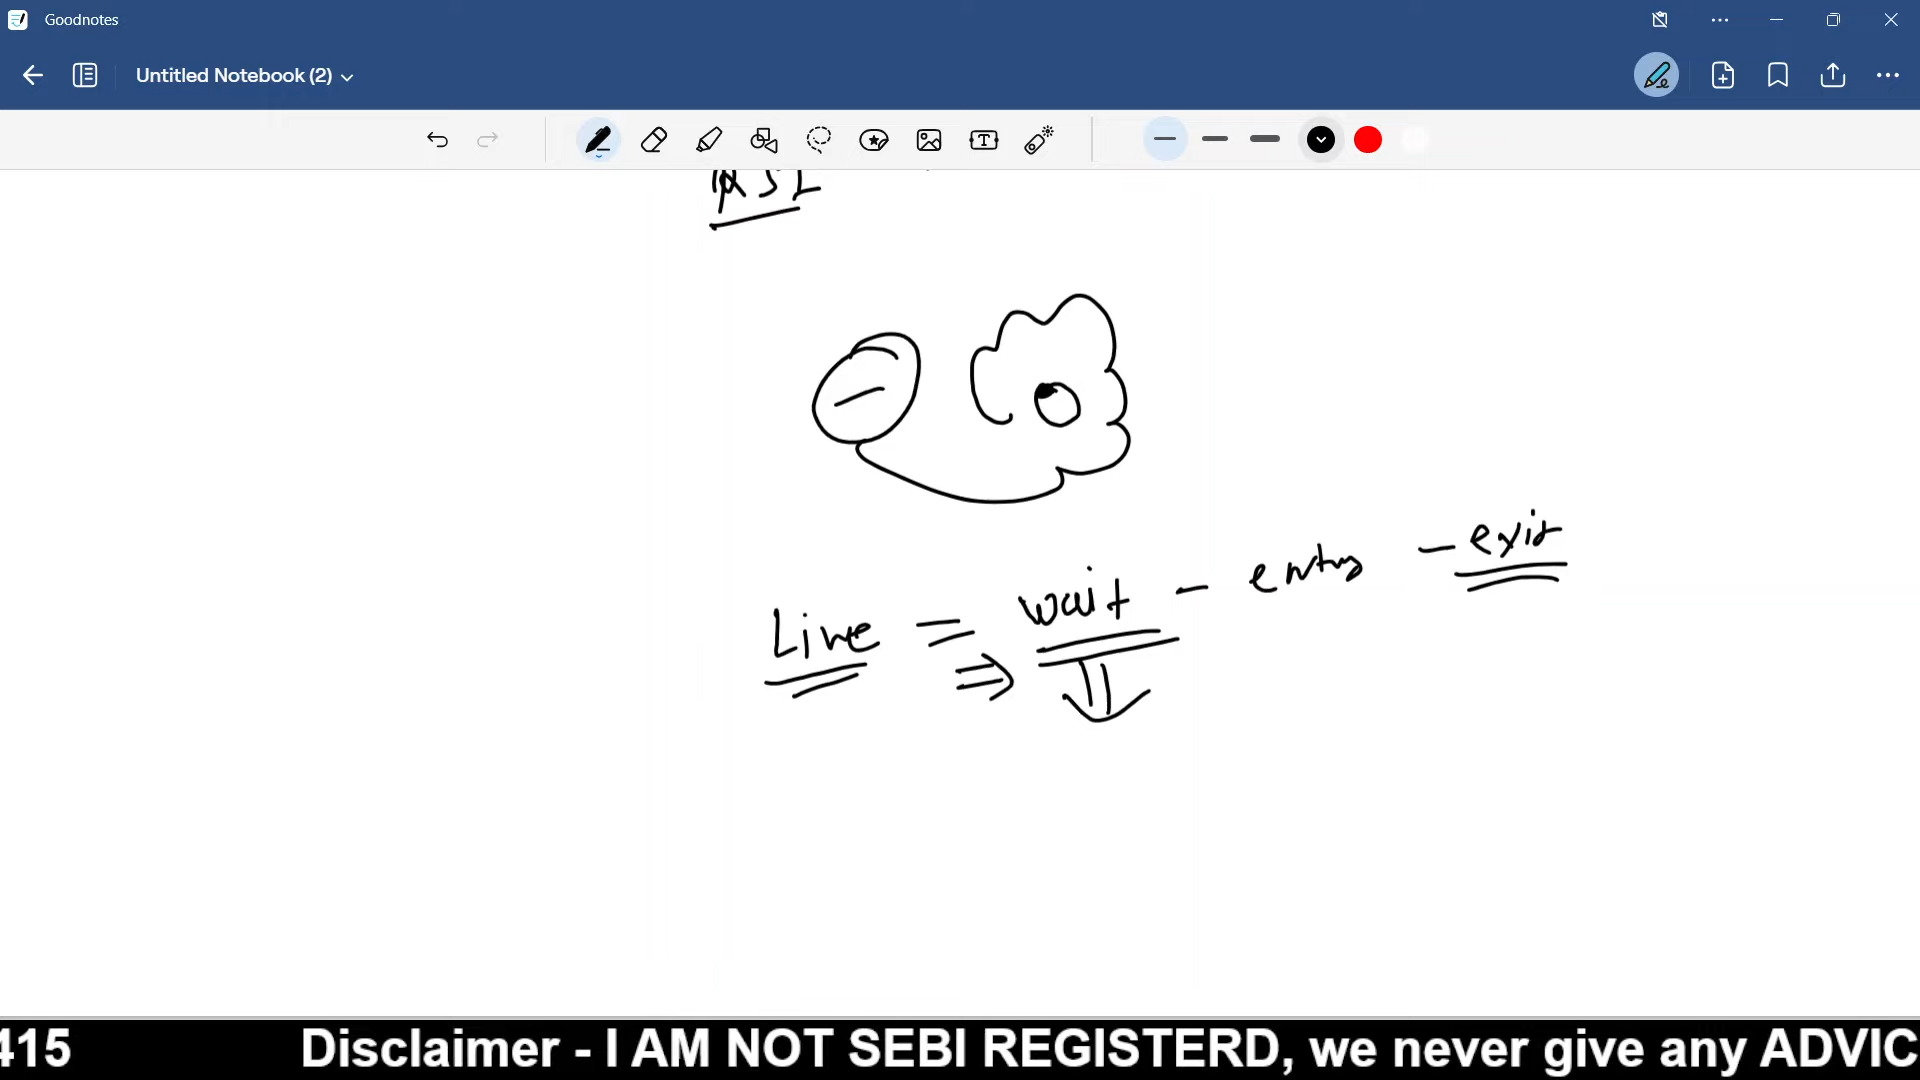 Goodnotes
Untitled Notebook (2)
Live = wait - entry - exit
415 Disclaimer - I AM NOT SEBI REGISTERD, we never give any ADVIC